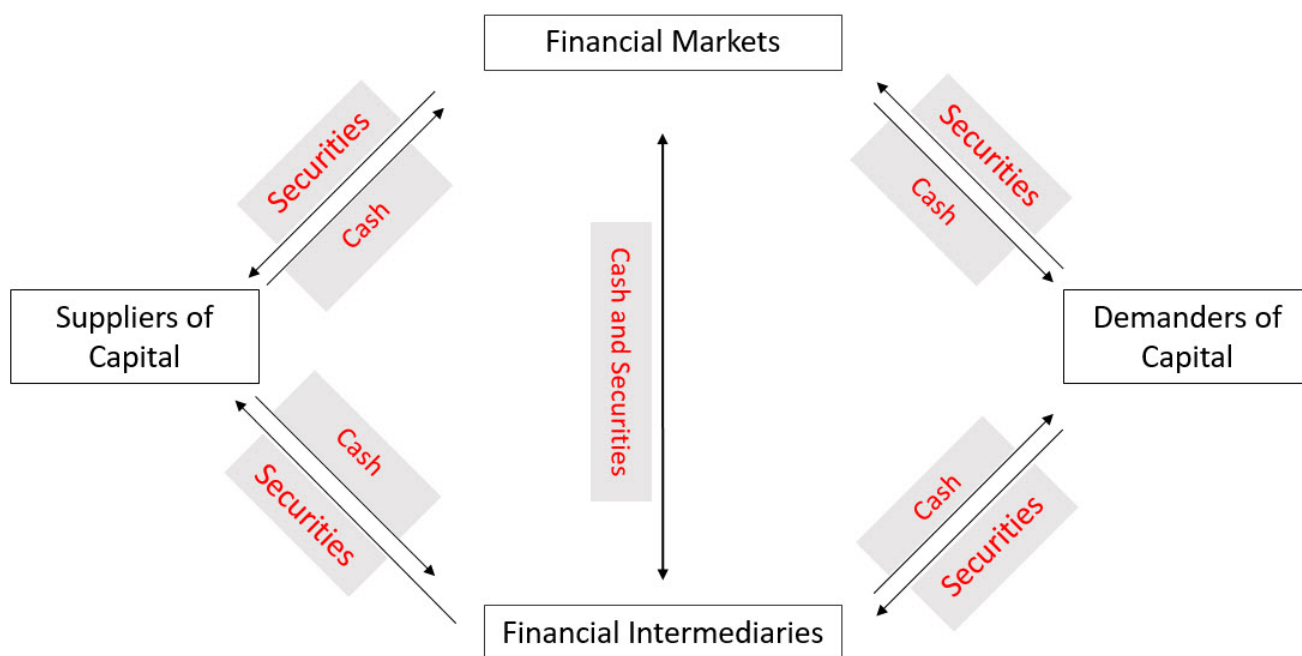 Financial Markets
Securities
Cash
Securities
Cash
Cash and Securities
Suppliers of
Capital
Demanders of
Capital
Cash
Securities
Cash
Securities
Financial Intermediaries